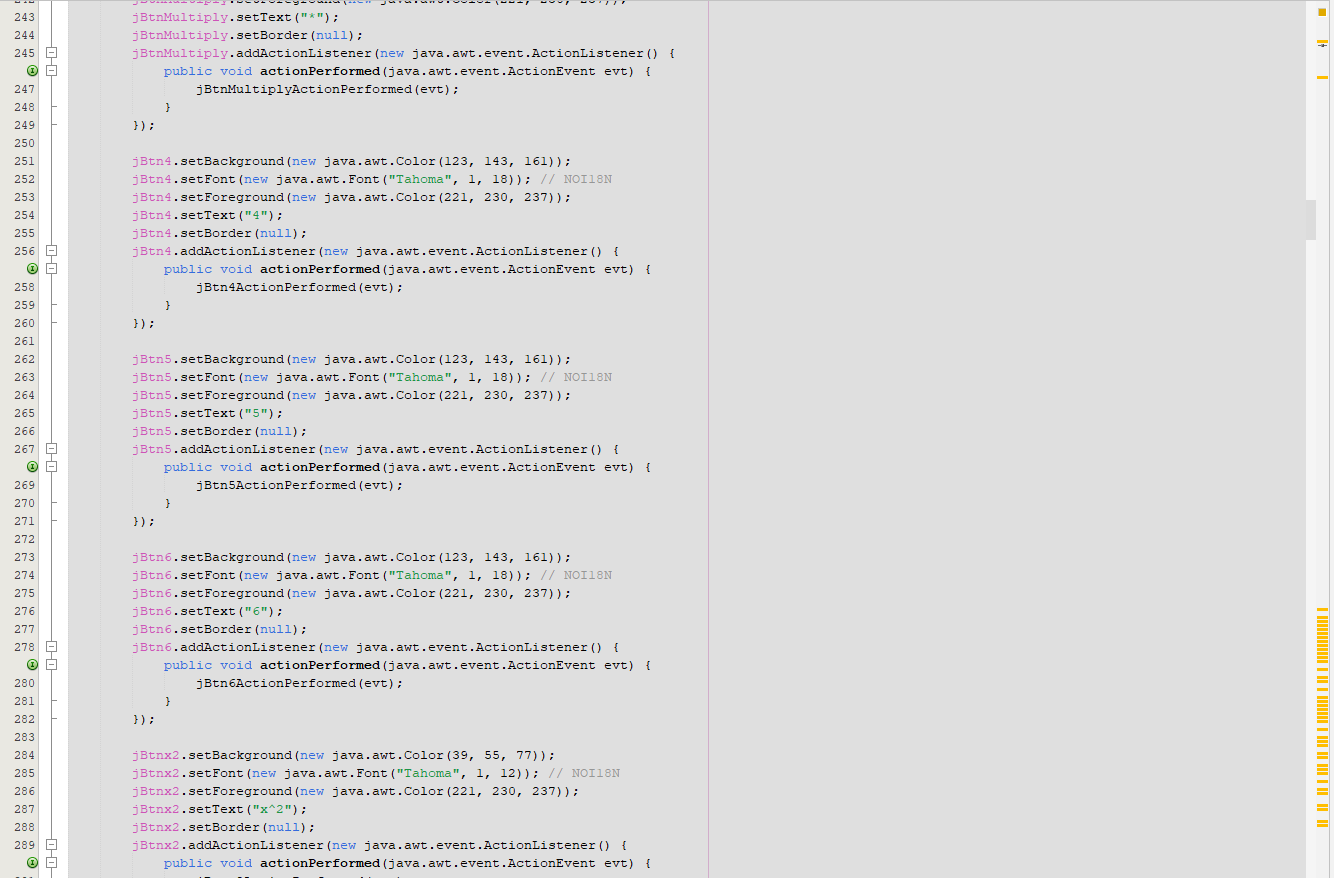 jBtnMultiply.setForeground(new java.awt.Color(221, 230, 237));
243 jBtnMultiply.setText("*");
244 jBtnMultiply.setBorder(null);
245 jBtnMultiply.addActionListener(new java.awt.event.ActionListener() {
public void actionPerformed(java.awt.event.ActionEvent evt) {
247 jBtnMultiplyActionPerformed(evt);
248 }
249 });
250
251 jBtn4.setBackground(new java.awt.Color(123, 143, 161));
252 jBtn4.setFont(new java.awt.Font("Tahoma", 1, 18)); // NOI18N
253 jBtn4.setForeground(new java.awt.Color(221, 230, 237));
254 jBtn4.setText("4");
255 jBtn4.setBorder(null);
256 jBtn4.addActionListener(new java.awt.event.ActionListener() {
public void actionPerformed(java.awt.event.ActionEvent evt) {
258 jBtn4ActionPerformed(evt);
259 }
260 });
261
262 jBtn5.setBackground(new java.awt.Color(123, 143, 161));
263 jBtn5.setFont(new java.awt.Font("Tahoma", 1, 18)); // NOI18N
264 jBtn5.setForeground(new java.awt.Color(221, 230, 237));
265 jBtn5.setText("5");
266 jBtn5.setBorder(null);
267 jBtn5.addActionListener(new java.awt.event.ActionListener() {
public void actionPerformed(java.awt.event.ActionEvent evt) {
269 jBtn5ActionPerformed(evt);
270 }
271 });
272
273 jBtn6.setBackground(new java.awt.Color(123, 143, 161));
274 jBtn6.setFont(new java.awt.Font("Tahoma", 1, 18)); // NOI18N
275 jBtn6.setForeground(new java.awt.Color(221, 230, 237));
276 jBtn6.setText("6");
277 jBtn6.setBorder(null);
278 jBtn6.addActionListener(new java.awt.event.ActionListener() {
public void actionPerformed(java.awt.event.ActionEvent evt) {
280 jBtn6ActionPerformed(evt);
281 }
282 });
283
284 jBtnx2.setBackground(new java.awt.Color(39, 55, 77));
285 jBtnx2.setFont(new java.awt.Font("Tahoma", 1, 12)); // NOI18N
286 jBtnx2.setForeground(new java.awt.Color(221, 230, 237));
287 jBtnx2.setText("x^2");
288 jBtnx2.setBorder(null);
289 jBtnx2.addActionListener(new java.awt.event.ActionListener() {
public void actionPerformed(java.awt.event.ActionEvent evt) {